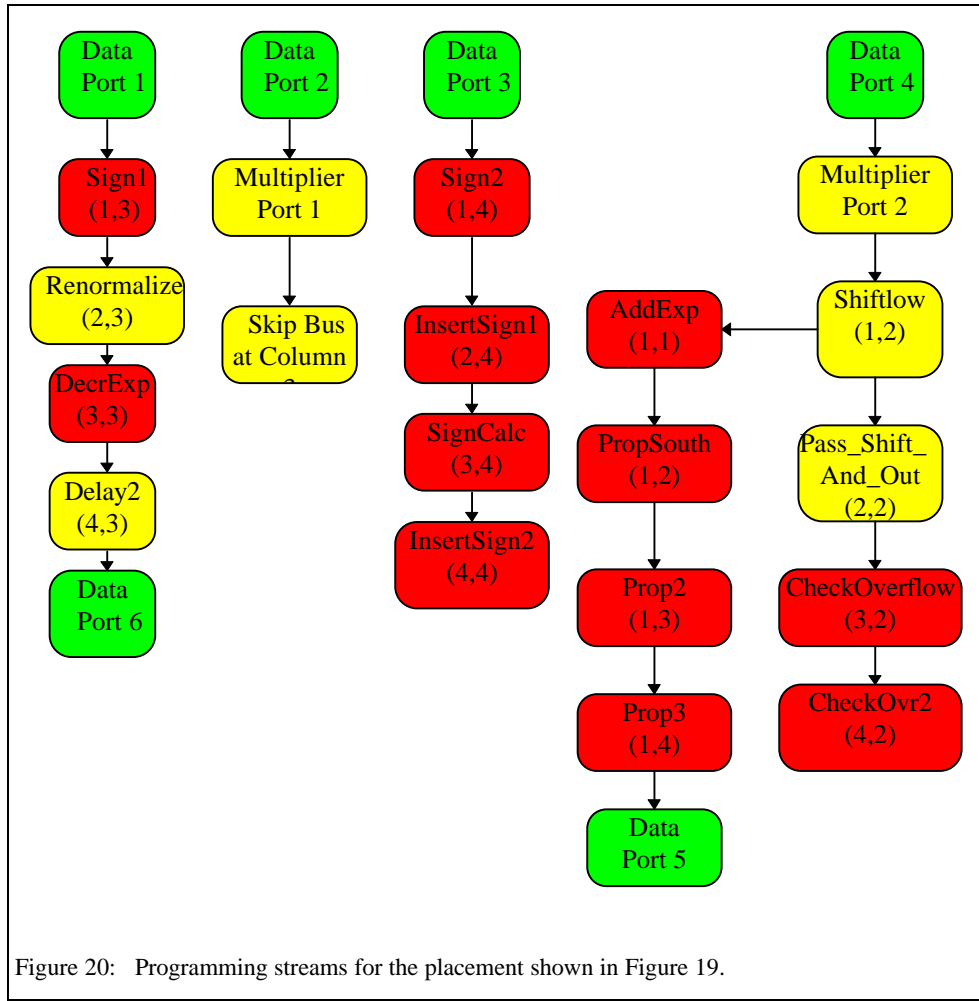 Data
Port 1
Sign1
(1,3)
Renormalize
(2,3)
DecrExp
(3,3)
Delay2
(4,3)
Data
Port 6
Data
Port 2
Multiplier
Port 1
Skip Bus
at Column
Data
Port 3
Sign2
(1,4)
InsertSign1
(2,4)
SignCalc
(3,4)
InsertSign2
(4,4)
AddExp
(1,1)
PropSouth
(1,2)
Prop2
(1,3)
Prop3
(1,4)
Data
Port 5
Data
Port 4
Multiplier
Port 2
Shiftlow
(1,2)
Pass_Shift_
And_Out
(2,2)
CheckOverflow
(3,2)
CheckOvr2
(4,2)
Figure 20: Programming streams for the placement shown in Figure 19.